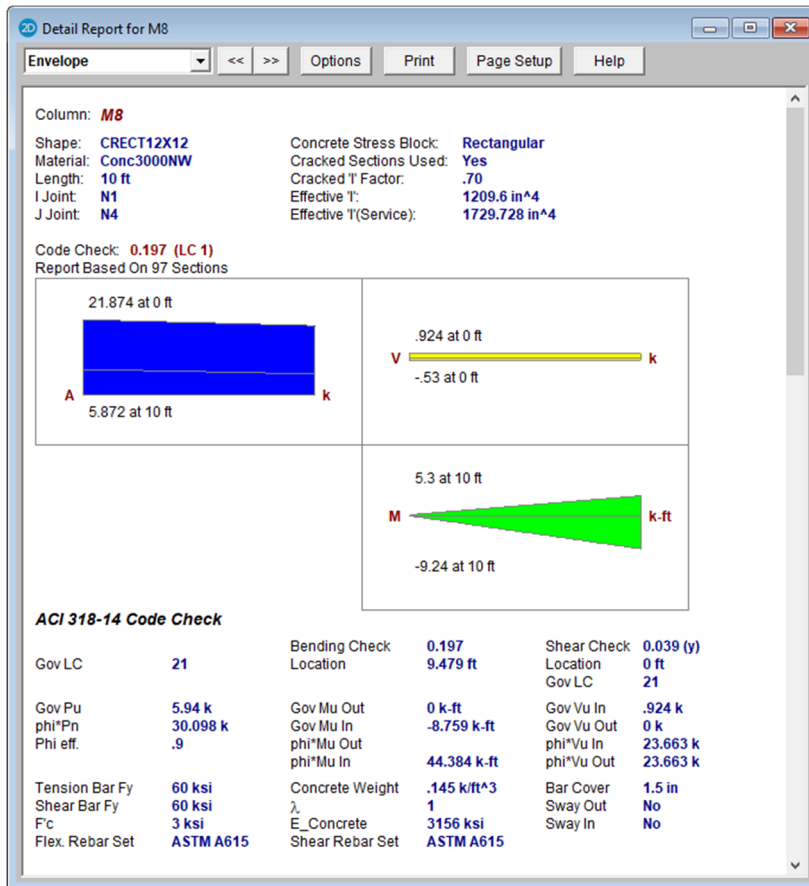 2D Detail Report for M8
Envelope << >> Options Print Page Setup Help
Column: M8
Shape: CRECT12X12 Concrete Stress Block: Rectangular
Material: Conc3000NW Cracked Sections Used: Yes
Length: 10 ft Cracked 'I' Factor: .70
I Joint: N1 Effective 'I': 1209.6 in^4
J Joint: N4 Effective 'I'(Service): 1729.728 in^4
Code Check: 0.197 (LC 1)
Report Based On 97 Sections
21.874 at 0 ft
A k
5.872 at 10 ft
.924 at 0 ft
V k
-.53 at 0 ft
5.3 at 10 ft
M k-ft
-9.24 at 10 ft
ACI 318-14 Code Check
Bending Check 0.197 Shear Check 0.039 (y)
Gov LC 21 Location 9.479 ft Location 0 ft
Gov LC 21
Gov Pu 5.94 k Gov Mu Out 0 k-ft Gov Vu In .924 k
phi*Pn 30.098 k Gov Mu In -8.759 k-ft Gov Vu Out 0 k
Phi eff. .9 phi*Mu Out phi*Vu In 23.663 k
phi*Mu In 44.384 k-ft phi*Vu Out 23.663 k
Tension Bar Fy 60 ksi Concrete Weight .145 k/ft^3 Bar Cover 1.5 in
Shear Bar Fy 60 ksi λ 1 Sway Out No
F'c 3 ksi E_Concrete 3156 ksi Sway In No
Flex. Rebar Set ASTM A615 Shear Rebar Set ASTM A615